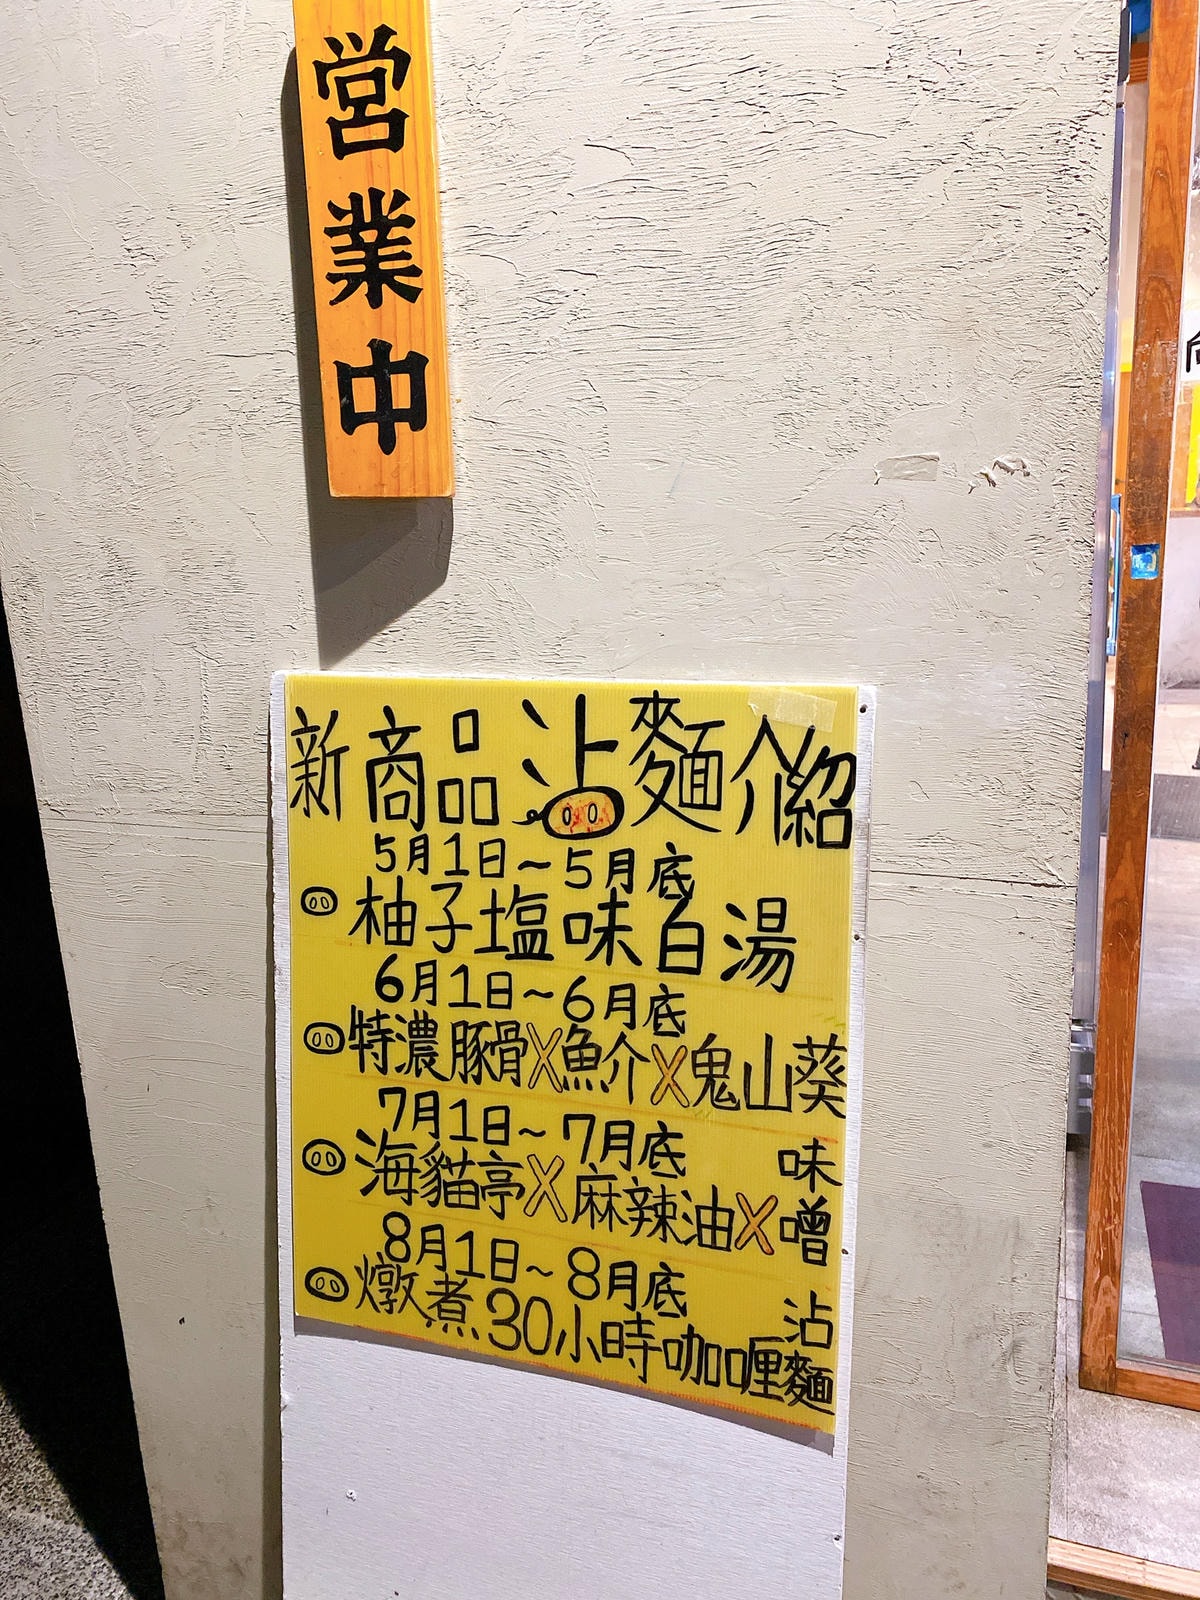 営業中
新商品沾麵介紹
5月1日~5月底
柚子塩味白湯
6月1日~6月底
特濃豚骨X魚介X鬼山葵
7月1日~7月底
海貓亭X麻辣油X味噌
8月1日~8月底
燉煮30小時咖哩沾麵